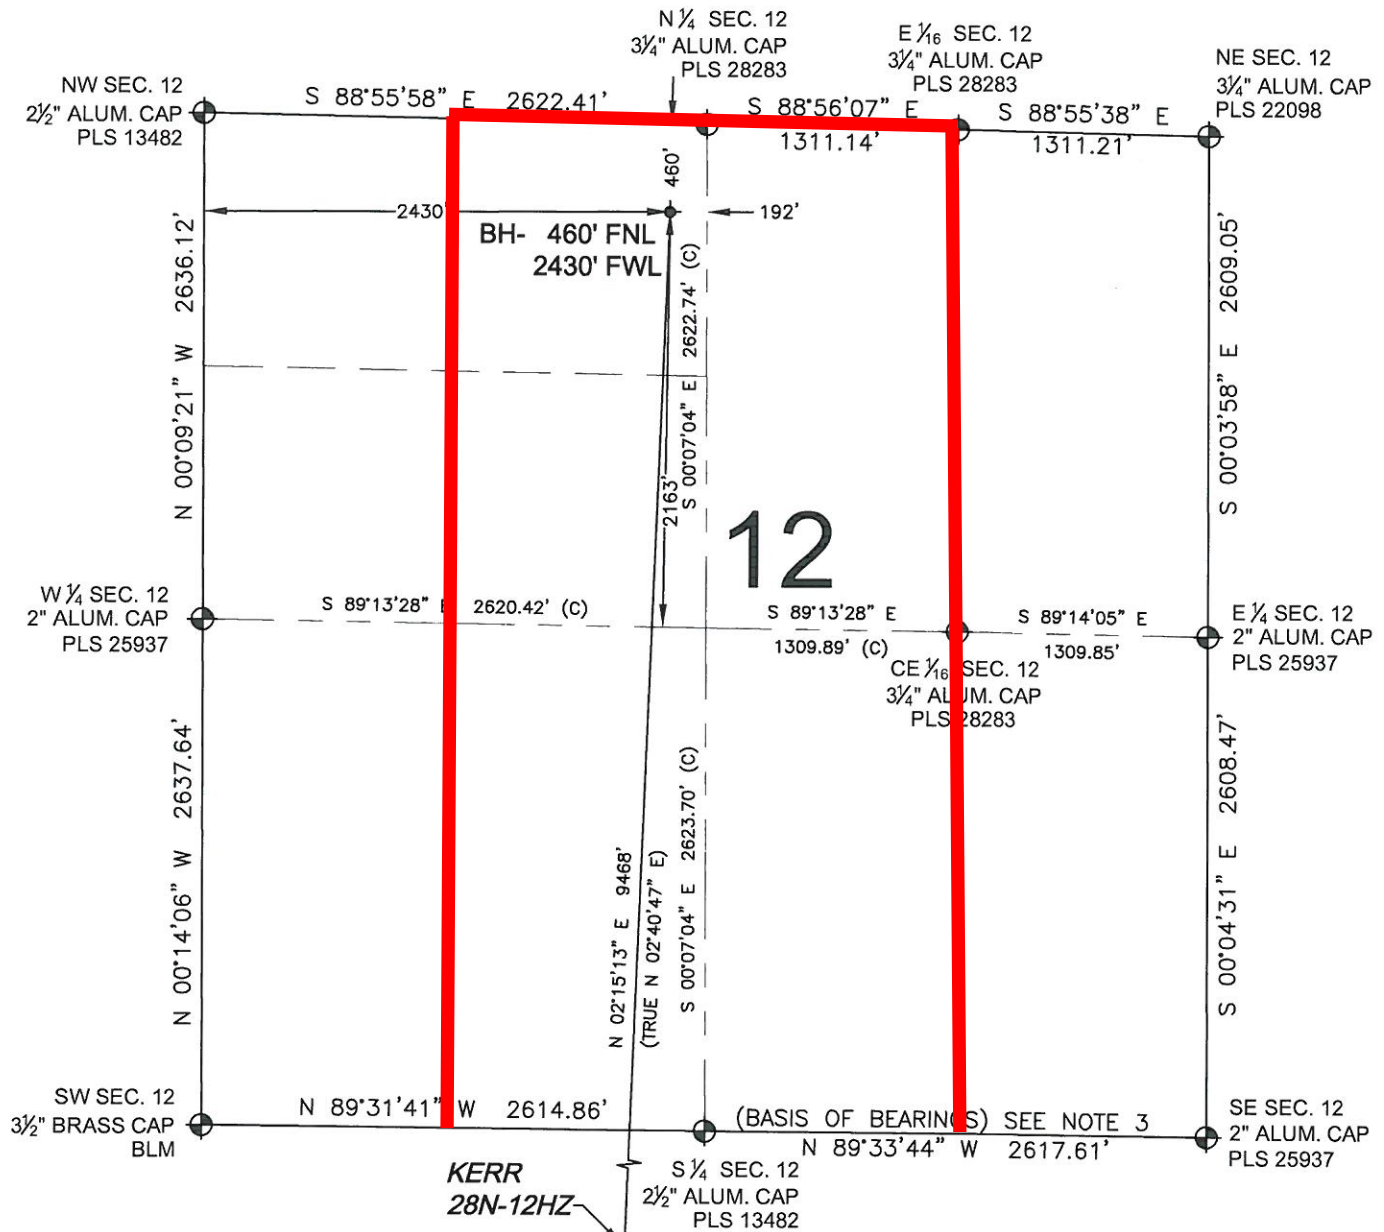 N ¼ SEC. 12
3¼" ALUM. CAP
PLS 28283
E 1⁄16 SEC. 12
3¼" ALUM. CAP
PLS 28283
NE SEC. 12
3¼" ALUM. CAP
PLS 22098
NW SEC. 12
2½" ALUM. CAP
PLS 13482
S 88°55'58" E 2622.41'
S 88°56'07" E
1311.14'
S 88°55'38" E
1311.21'
460'
2430'
192'
BH- 460' FNL
2430' FWL
N 00°09'21" W 2636.12'
S 00°07'04" E 2622.74' (C)
2163'
S 00°03'58" E 2609.05'
12
W ¼ SEC. 12
2" ALUM. CAP
PLS 25937
S 89°13'28" E 2620.42' (C)
S 89°13'28" E
1309.89' (C)
S 89°14'05" E
1309.85'
E ¼ SEC. 12
2" ALUM. CAP
PLS 25937
CE 1⁄16 SEC. 12
3¼" ALUM. CAP
PLS 28283
N 00°14'06" W 2637.64'
N 02°15'13" E 9468'
(TRUE N 02°40'47" E)
S 00°07'04" E 2623.70' (C)
S 00°04'31" E 2608.47'
SW SEC. 12
3½" BRASS CAP
BLM
N 89°31'41" W 2614.86'
(BASIS OF BEARINGS) SEE NOTE 3
N 89°33'44" W 2617.61'
SE SEC. 12
2" ALUM. CAP
PLS 25937
KERR
28N-12HZ
S ¼ SEC. 12
2½" ALUM. CAP
PLS 13482